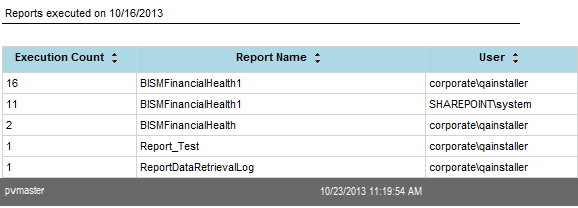 Reports executed on 10/16/2013
Execution Count Report Name User
16 BISMFinancialHealth1 corporate\qainstaller
11 BISMFinancialHealth1 SHAREPOINT\system
2 BISMFinancialHealth corporate\qainstaller
1 Report_Test corporate\qainstaller
1 ReportDataRetrievalLog corporate\qainstaller
pvmaster 10/23/2013 11:19:54 AM